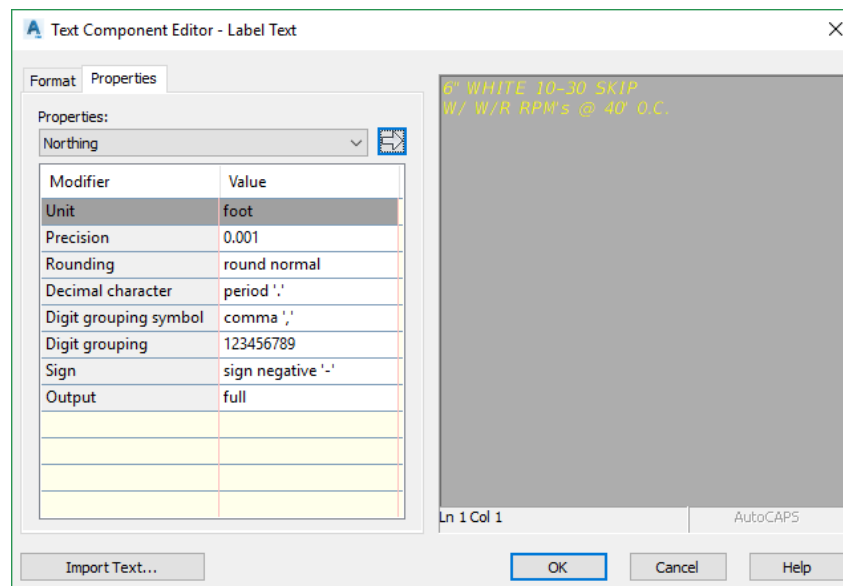 Text Component Editor - Label Text
Format Properties
Properties:
Northing
Modifier Value
Unit foot
Precision 0.001
Rounding round normal
Decimal character period '.'
Digit grouping symbol comma ','
Digit grouping 123456789
Sign sign negative '-'
Output full
6" WHITE 10-30 SKIP
W/ W/R RPM's @ 40' O.C.
Ln 1 Col 1 AutoCAPS
Import Text... OK Cancel Help